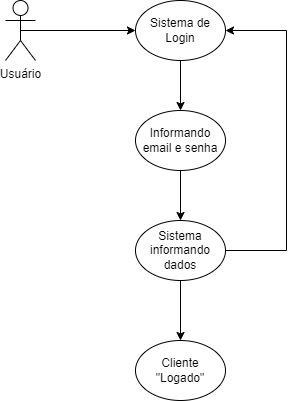 Sistema de
Login
Usuário
Informando
email e senha
Sistema
informando
dados
Cliente
"Logado"